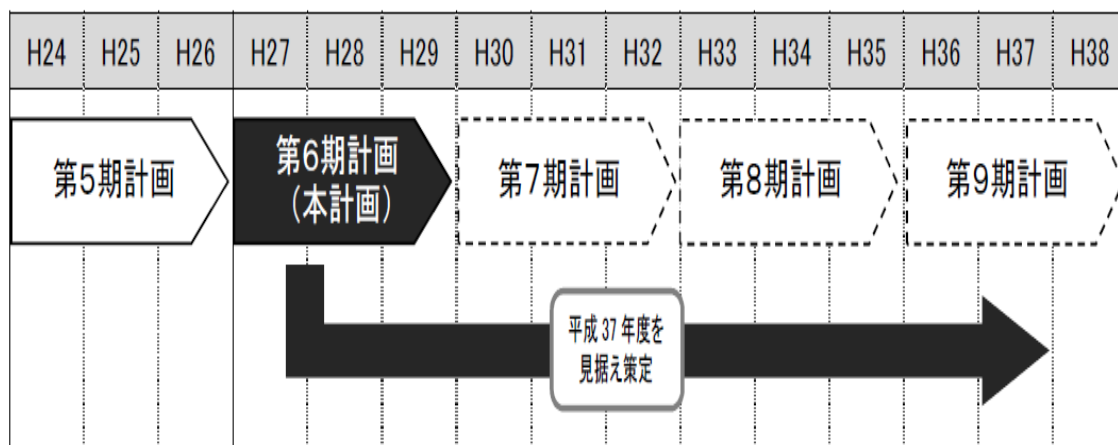 H24 H25 H26 H27 H28 H29 H30 H31 H32 H33 H34 H35 H36 H37 H38
第5期計画
第6期計画
（本計画）
第7期計画
第8期計画
第9期計画
平成 37 年度を
見据え策定